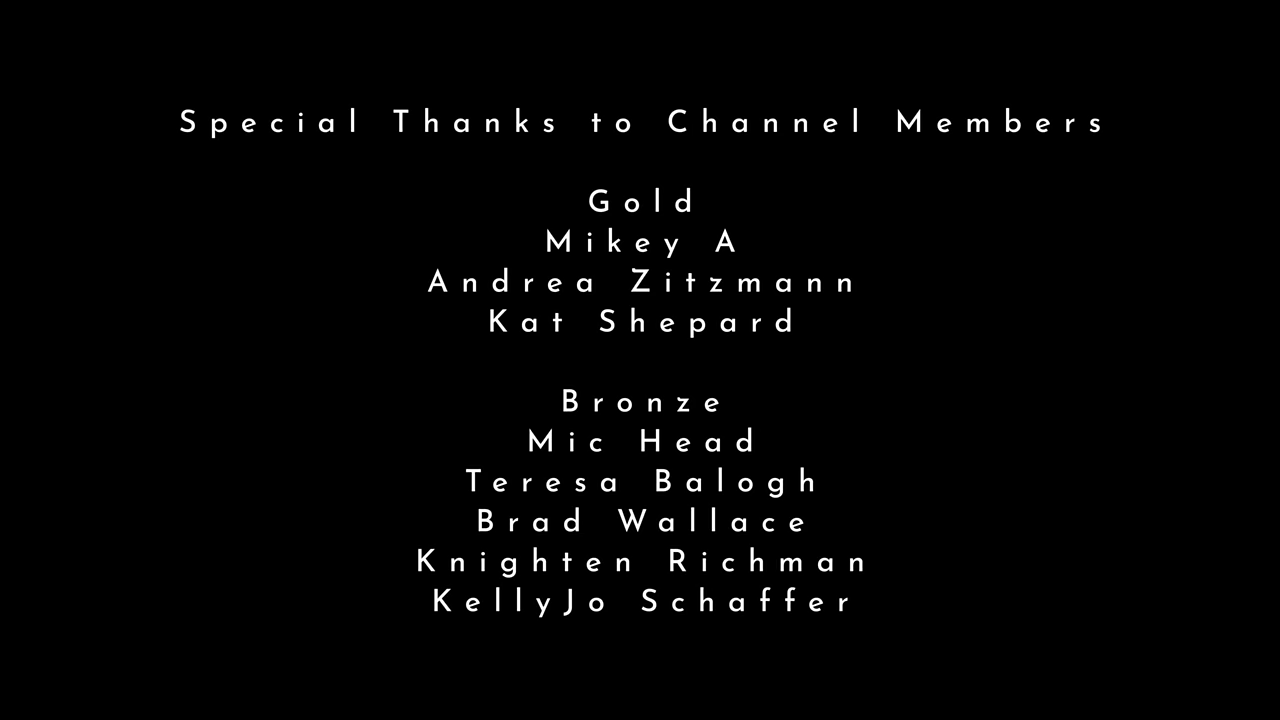 Special Thanks to Channel Members
Gold
Mikey A
Andrea Zitzmann
Kat Shepard
Bronze
Mic Head
Teresa Balogh
Brad Wallace
Knighten Richman
KellyJo Schaffer